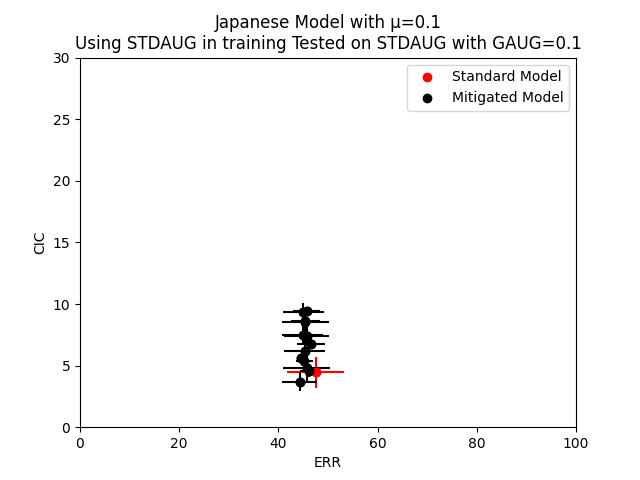 Japanese Model with μ=0.1
Using STDAUG in training Tested on STDAUG with GAUG=0.1
Standard Model
Mitigated Model
30
25
20
15
10
5
0
CIC
0 20 40 60 80 100
ERR